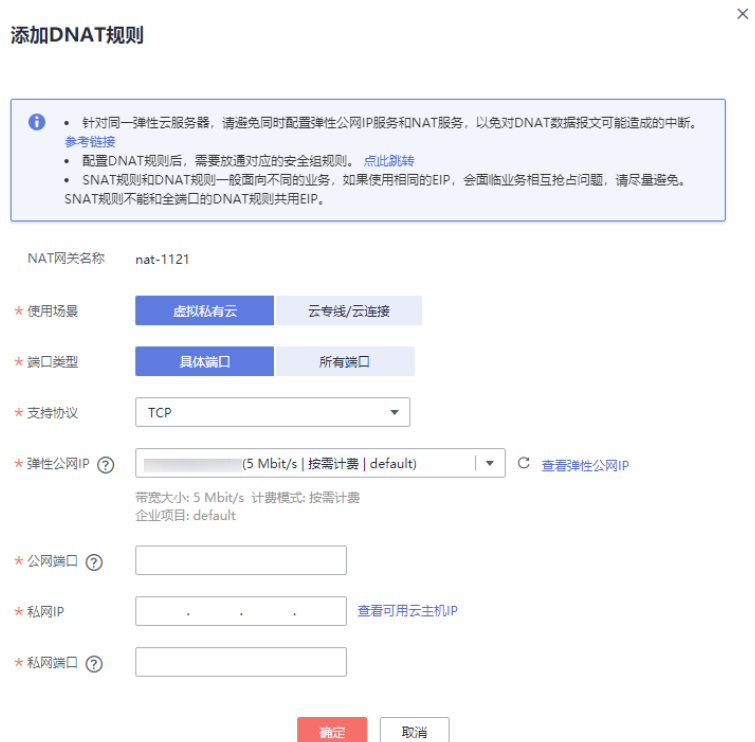 添加DNAT规则
针对同一弹性云服务器，请避免同时配置弹性公网IP服务和NAT服务，以免对DNAT数据报文可能造成的中断。
参考链接
配置DNAT规则后，需要放通对应的安全组规则。 点此跳转
SNAT规则和DNAT规则一般面向不同的业务，如果使用相同的EIP，会面临业务相互抢占问题，请尽量避免。
SNAT规则不能和全端口的DNAT规则共用EIP。
NAT网关名称 nat-1121
* 使用场景 虚拟私有云 云专线/云连接
* 端口类型 具体端口 所有端口
* 支持协议 TCP
* 弹性公网IP ? (5 Mbit/s | 按需计费 | default) 查看弹性公网IP
带宽大小: 5 Mbit/s 计费模式: 按需计费
企业项目: default
* 公网端口 ?
* 私网IP . . . 查看可用云主机IP
* 私网端口 ?
确定 取消